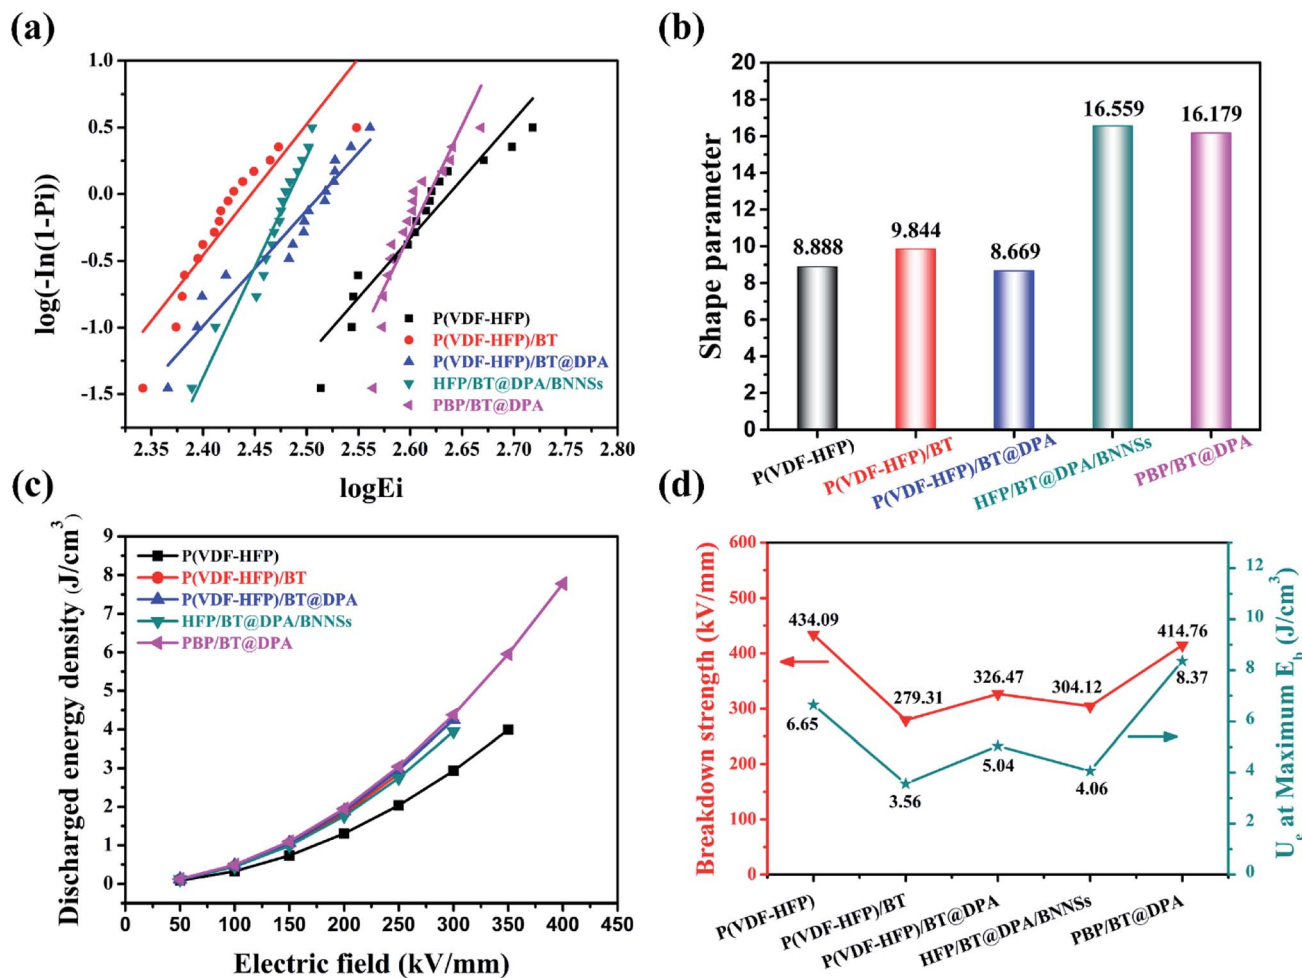 (a)
log(-In(1-Pi))
1.0
0.5
0.0
-0.5
-1.0
-1.5
P(VDF-HFP)
P(VDF-HFP)/BT
P(VDF-HFP)/BT@DPA
HFP/BT@DPA/BNNSs
PBP/BT@DPA
2.35 2.40 2.45 2.50 2.55 2.60 2.65 2.70 2.75 2.80
logEi
(b)
Shape parameter
20
18
16
14
12
10
8
6
4
2
0
8.888
9.844
8.669
16.559
16.179
P(VDF-HFP)
P(VDF-HFP)/BT
P(VDF-HFP)/BT@DPA
HFP/BT@DPA/BNNSs
PBP/BT@DPA
(c)
Discharged energy density (J/cm³)
9
8
7
6
5
4
3
2
1
0
P(VDF-HFP)
P(VDF-HFP)/BT
P(VDF-HFP)/BT@DPA
HFP/BT@DPA/BNNSs
PBP/BT@DPA
0 50 100 150 200 250 300 350 400 450
Electric field (kV/mm)
(d)
Breakdown strength (kV/mm)
600
550
500
450
400
350
300
250
200
150
100
50
0
434.09
279.31
326.47
304.12
414.76
6.65
3.56
5.04
4.06
8.37
12
10
8
6
4
2
0
Uₑ at Maximum E_b (J/cm³)
P(VDF-HFP)
P(VDF-HFP)/BT
P(VDF-HFP)/BT@DPA
HFP/BT@DPA/BNNSs
PBP/BT@DPA